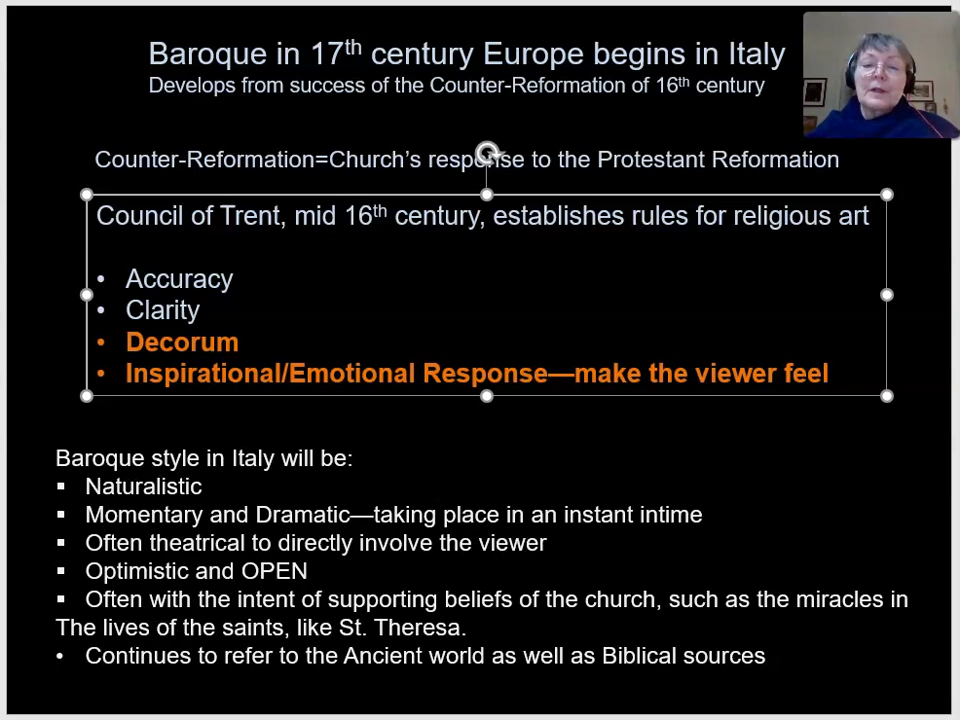 Baroque in 17th century Europe begins in Italy
Develops from success of the Counter-Reformation of 16th century
Counter-Reformation=Church's response to the Protestant Reformation
Council of Trent, mid 16th century, establishes rules for religious art
• Accuracy
• Clarity
• Decorum
• Inspirational/Emotional Response—make the viewer feel
Baroque style in Italy will be:
▪ Naturalistic
▪ Momentary and Dramatic—taking place in an instant intime
▪ Often theatrical to directly involve the viewer
▪ Optimistic and OPEN
▪ Often with the intent of supporting beliefs of the church, such as the miracles in
The lives of the saints, like St. Theresa.
• Continues to refer to the Ancient world as well as Biblical sources